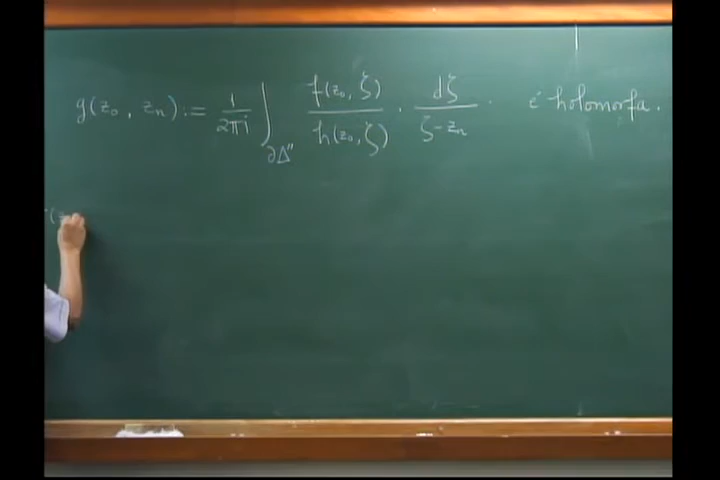 g(z₀, zₙ) := 1/2πi ∫_∂Δ'' f(z₀, ζ)/h(z₀, ζ) · dζ/(ζ-zₙ) · é holomorfa.
(z